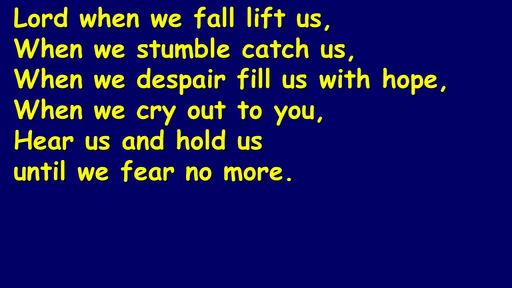 Lord when we fall lift us,
When we stumble catch us,
When we despair fill us with hope,
When we cry out to you,
Hear us and hold us
until we fear no more.